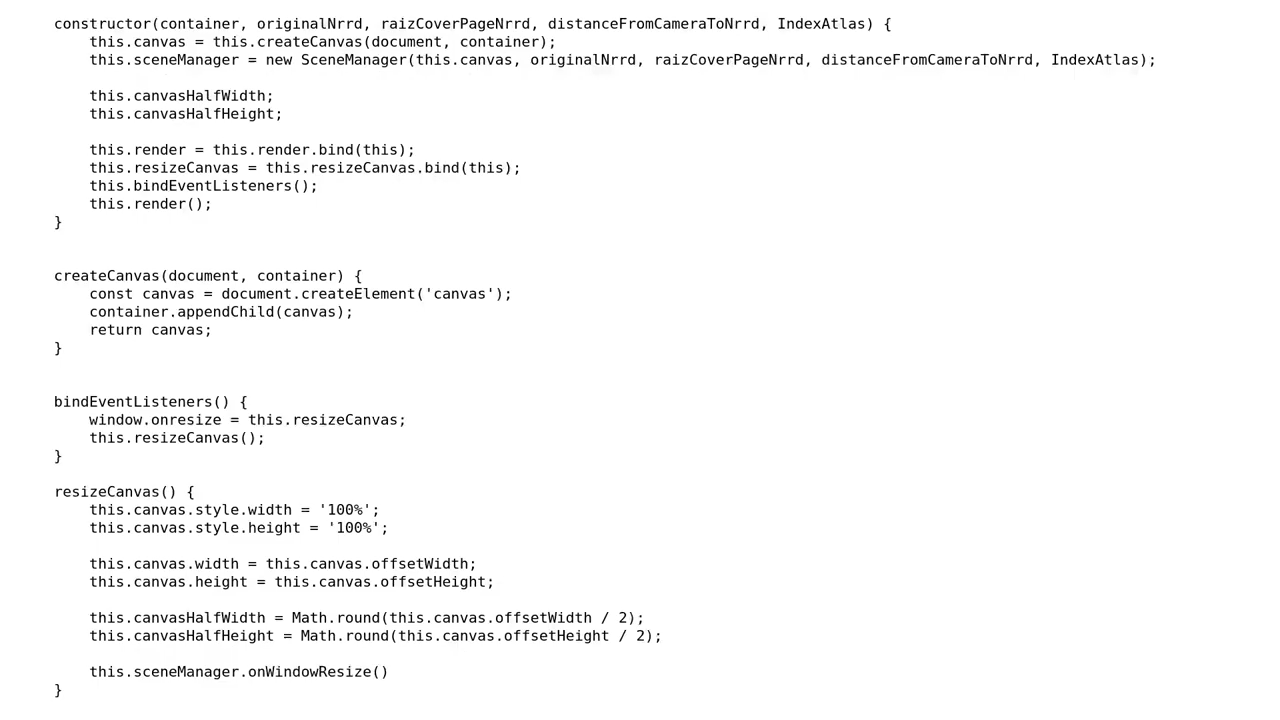 constructor(container, originalNrrd, raizCoverPageNrrd, distanceFromCameraToNrrd, IndexAtlas) {
    this.canvas = this.createCanvas(document, container);
    this.sceneManager = new SceneManager(this.canvas, originalNrrd, raizCoverPageNrrd, distanceFromCameraToNrrd, IndexAtlas);

    this.canvasHalfWidth;
    this.canvasHalfHeight;

    this.render = this.render.bind(this);
    this.resizeCanvas = this.resizeCanvas.bind(this);
    this.bindEventListeners();
    this.render();
}


createCanvas(document, container) {
    const canvas = document.createElement('canvas');
    container.appendChild(canvas);
    return canvas;
}


bindEventListeners() {
    window.onresize = this.resizeCanvas;
    this.resizeCanvas();
}

resizeCanvas() {
    this.canvas.style.width = '100%';
    this.canvas.style.height = '100%';

    this.canvas.width = this.canvas.offsetWidth;
    this.canvas.height = this.canvas.offsetHeight;

    this.canvasHalfWidth = Math.round(this.canvas.offsetWidth / 2);
    this.canvasHalfHeight = Math.round(this.canvas.offsetHeight / 2);

    this.sceneManager.onWindowResize()
}